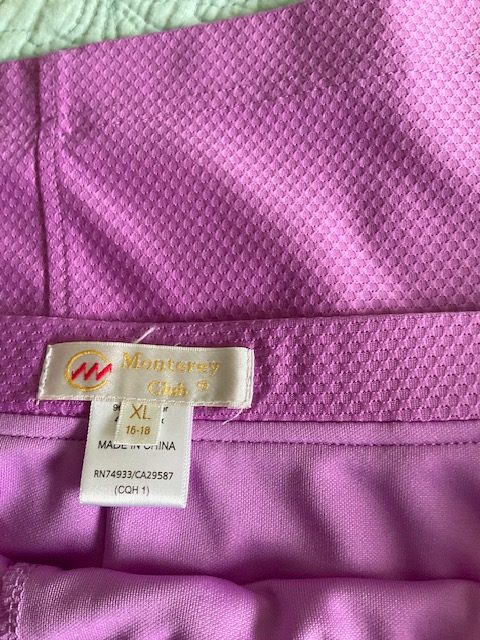 Monterey
Club ®
XL
16-18
MADE IN CHINA
RN74933/CA29587
(CQH 1)